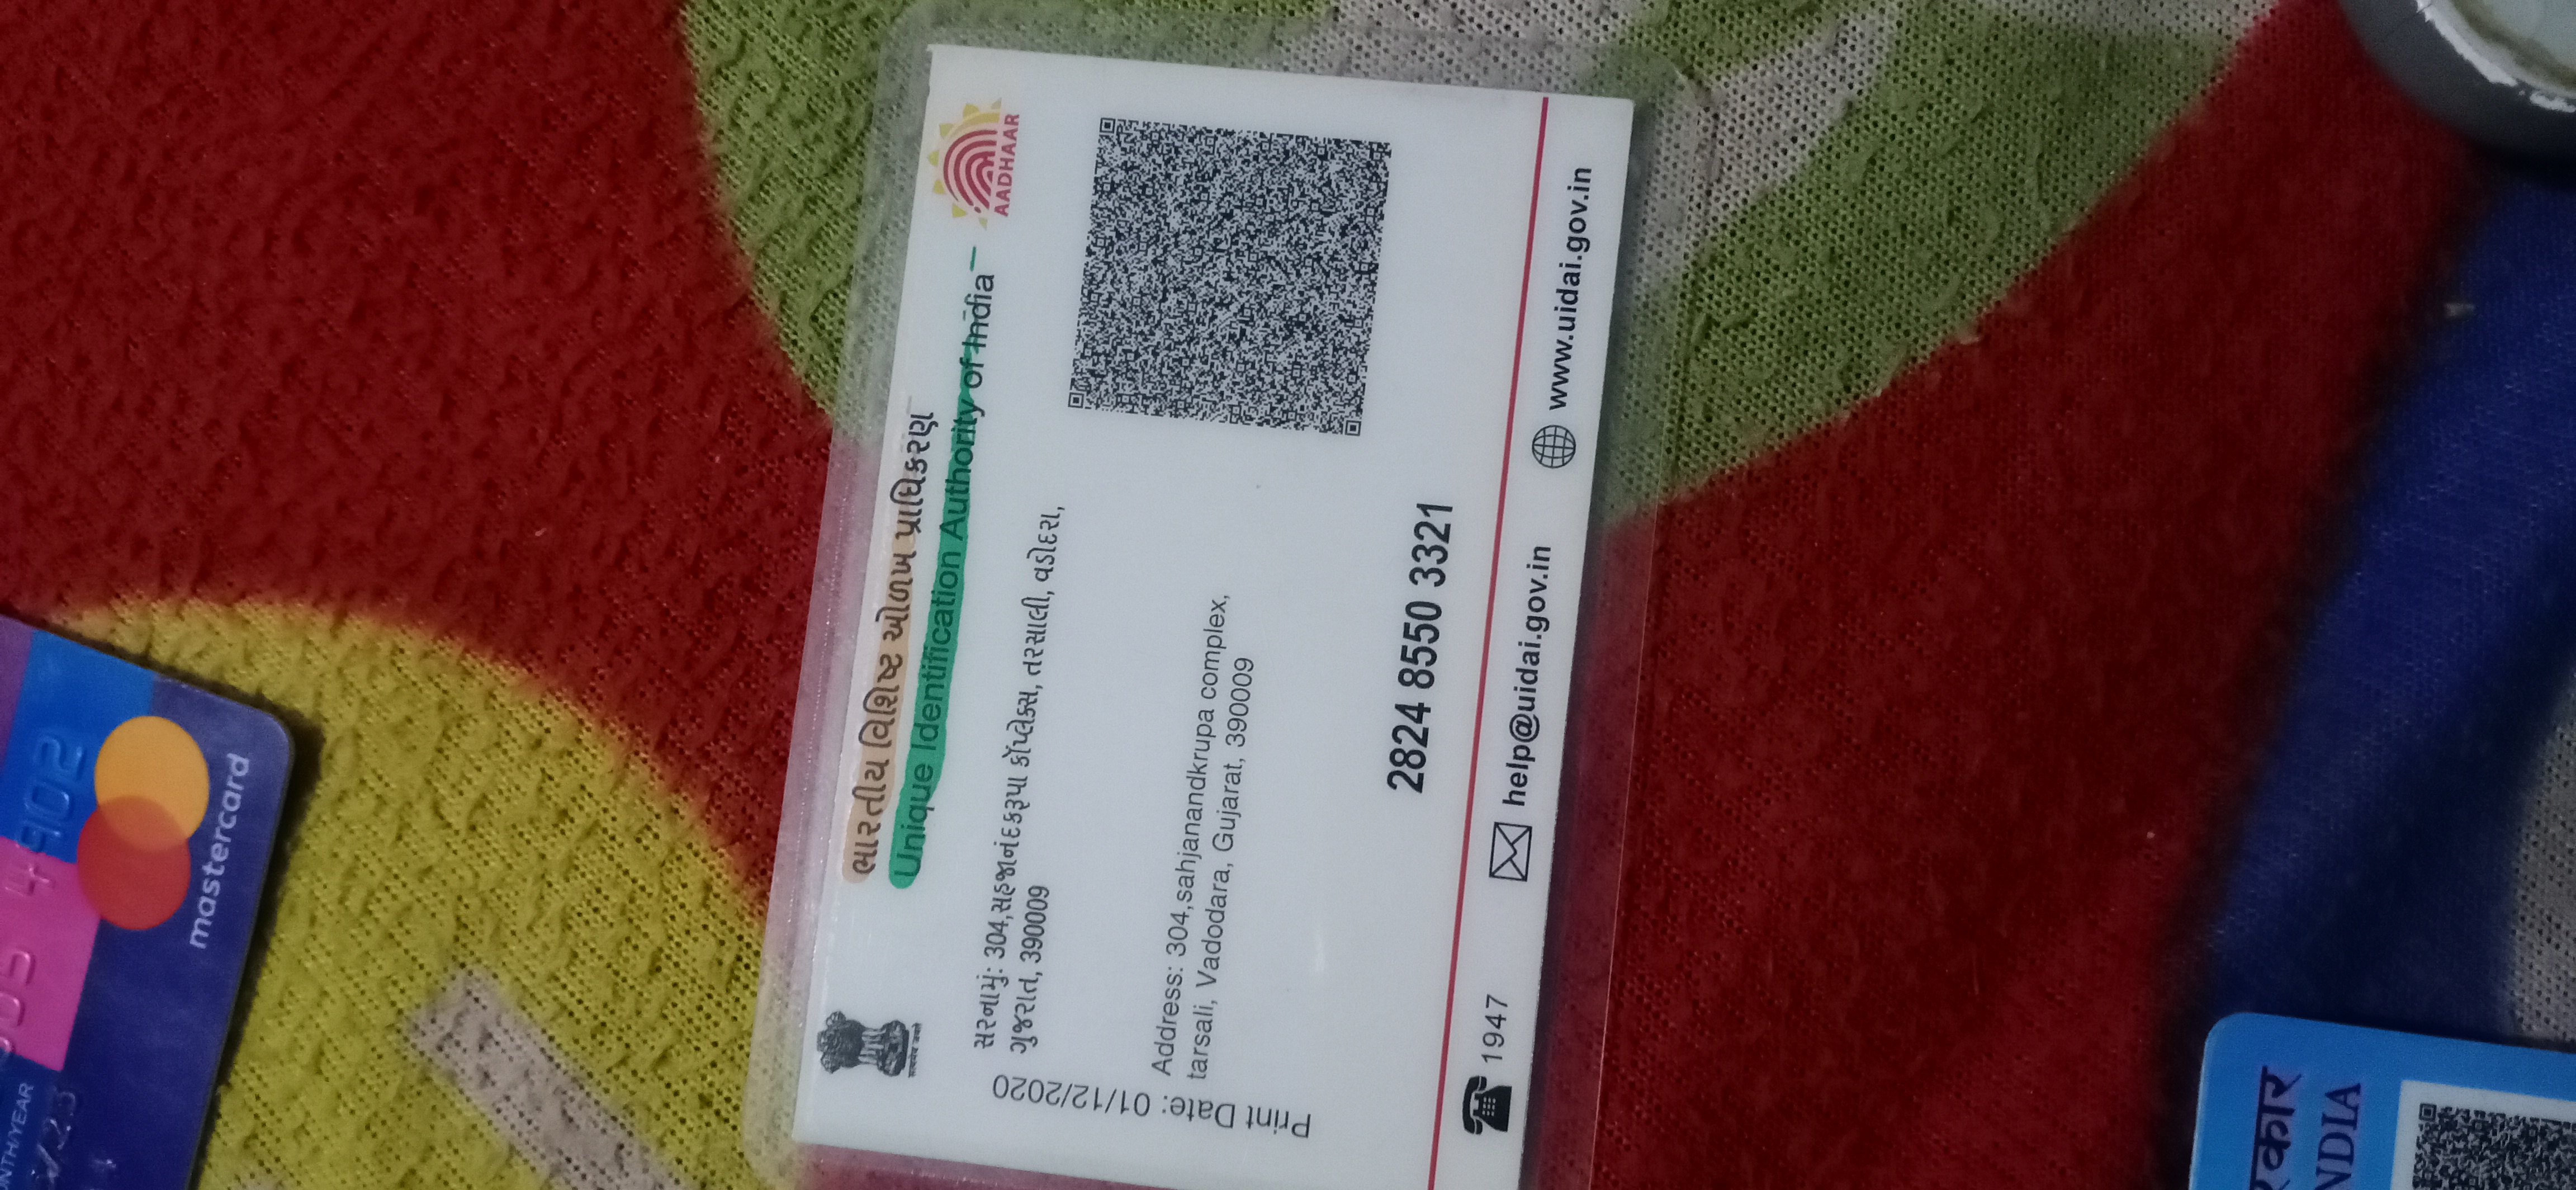 ભારતીય વિશિષ્ટ ઓળખ પ્રાધિકરણ
Unique Identification Authority of India
AADHAAR
સરનામું: 304,સહજાનંદકરૂપા કોંપ્લેક્સ, તરસાલી, વડોદરા,
ગુજરાત, 390009
Address: 304,sahjanandkrupa complex,
tarsali, Vadodara, Gujarat, 390009
Print Date: 01/12/2020
2824 8550 3321
1947
help@uidai.gov.in
www.uidai.gov.in
4902
mastercard